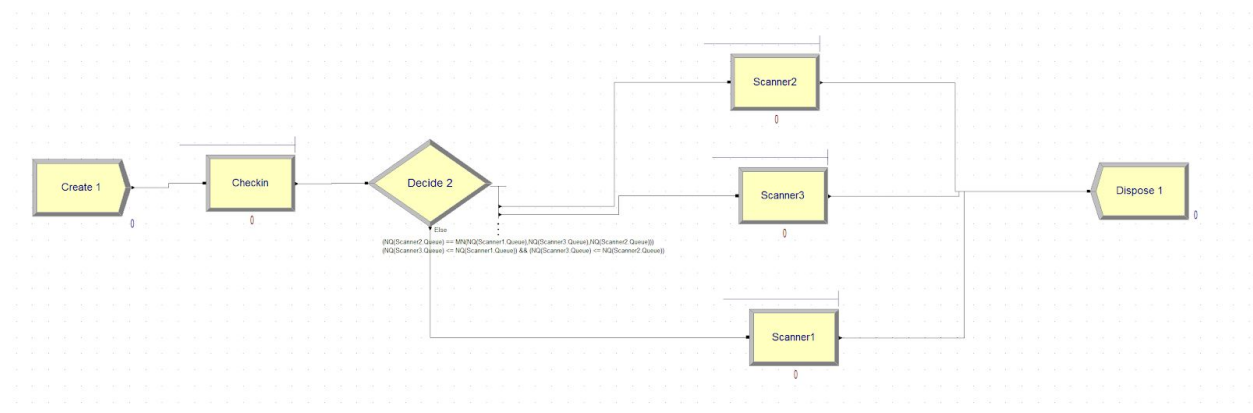 Scanner2
0
Create 1
0
Checkin
0
Decide 2
Else
(NQ(Scanner2.Queue) == MN(NQ(Scanner1.Queue),NQ(Scanner3.Queue),NQ(Scanner2.Queue)))
(NQ(Scanner3.Queue) <= NQ(Scanner1.Queue)) && (NQ(Scanner3.Queue) <= NQ(Scanner2.Queue))
Scanner3
0
Dispose 1
0
Scanner1
0